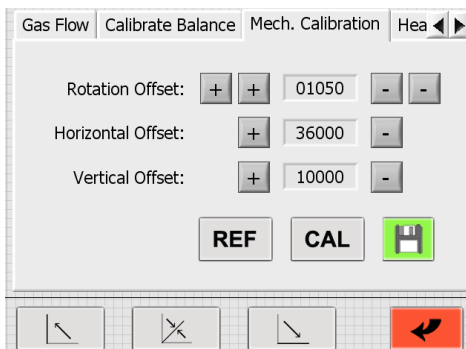 Gas Flow Calibrate Balance Mech. Calibration Hea
Rotation Offset: + + 01050 - -
Horizontal Offset: + 36000 -
Vertical Offset: + 10000 -
REF CAL